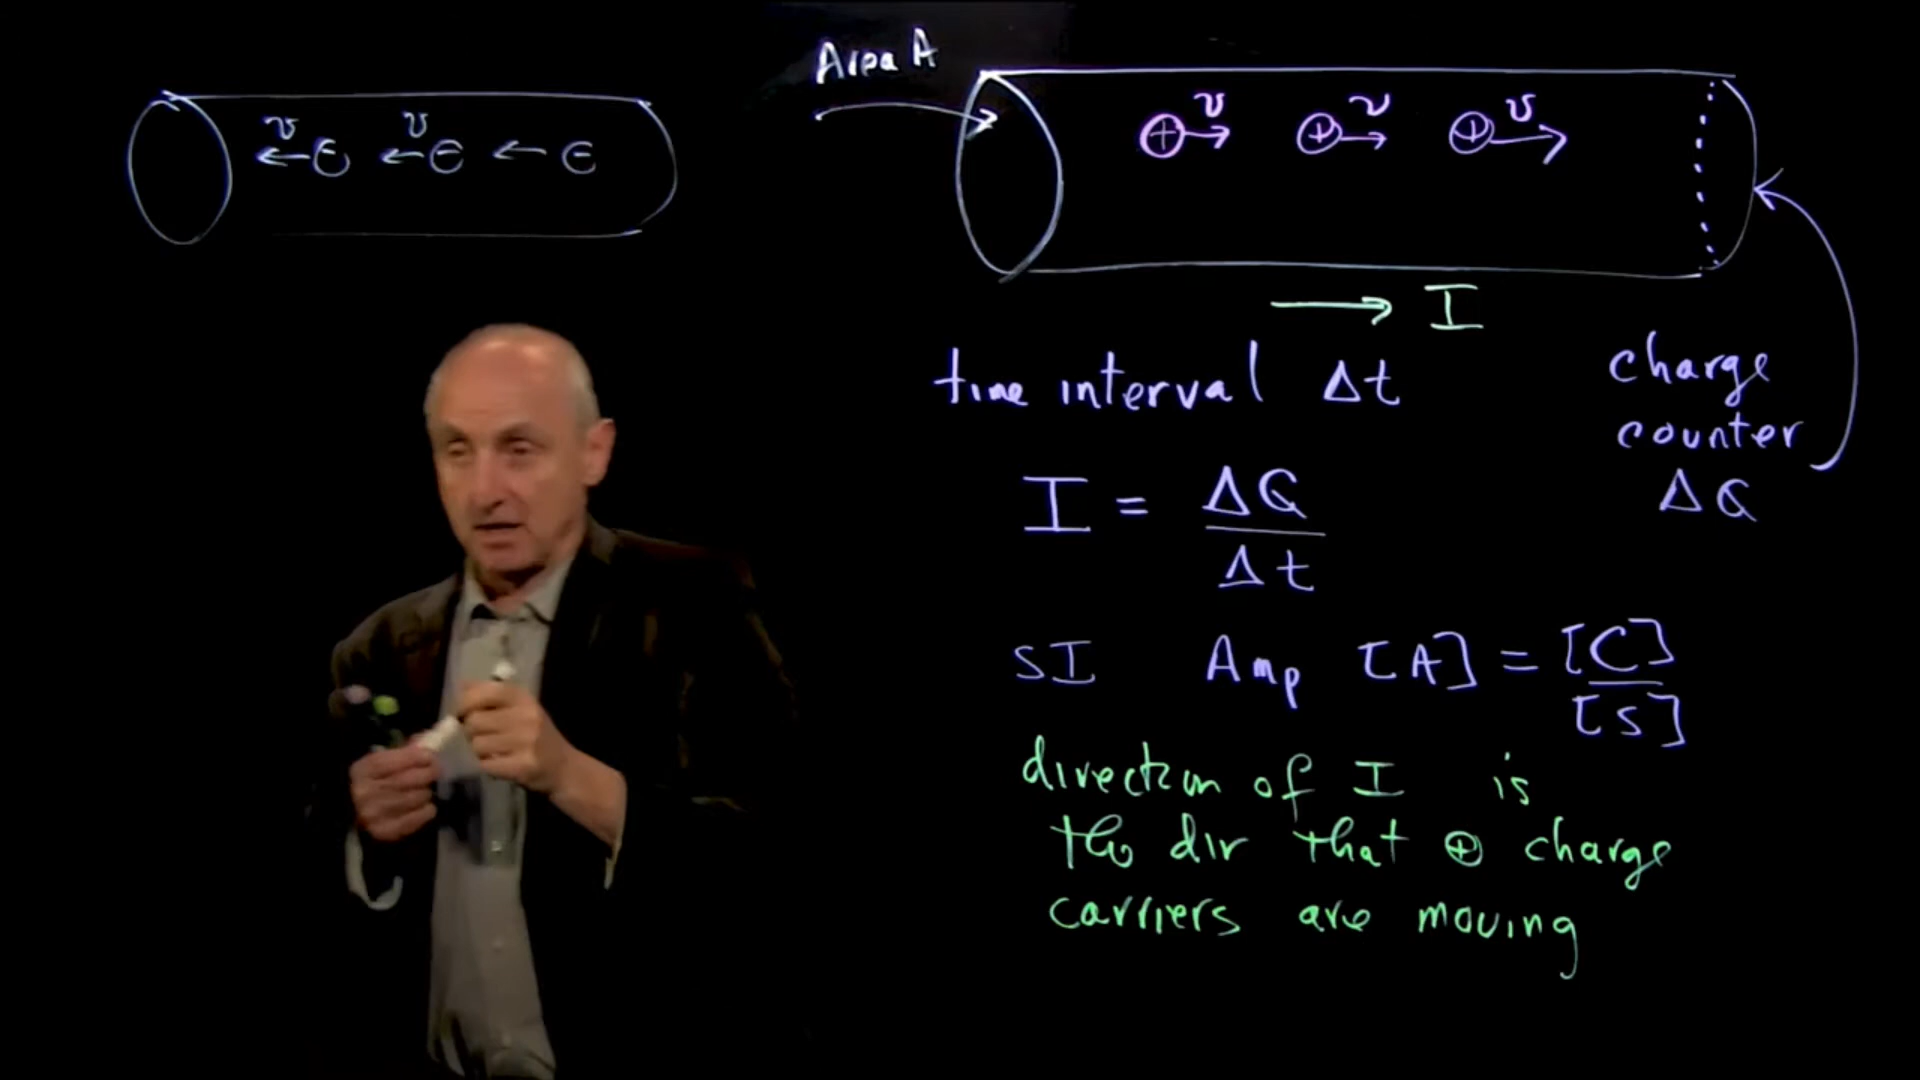 Area A
v v
⊖ ⊖ ⊖
v v v
⊕ ⊕ ⊕
I
time interval Δt
charge
counter
ΔQ
I = ΔQ/Δt
SI Amp [A] = [C]/[s]
direction of I is
the dir that ⊕ charge
carriers are moving